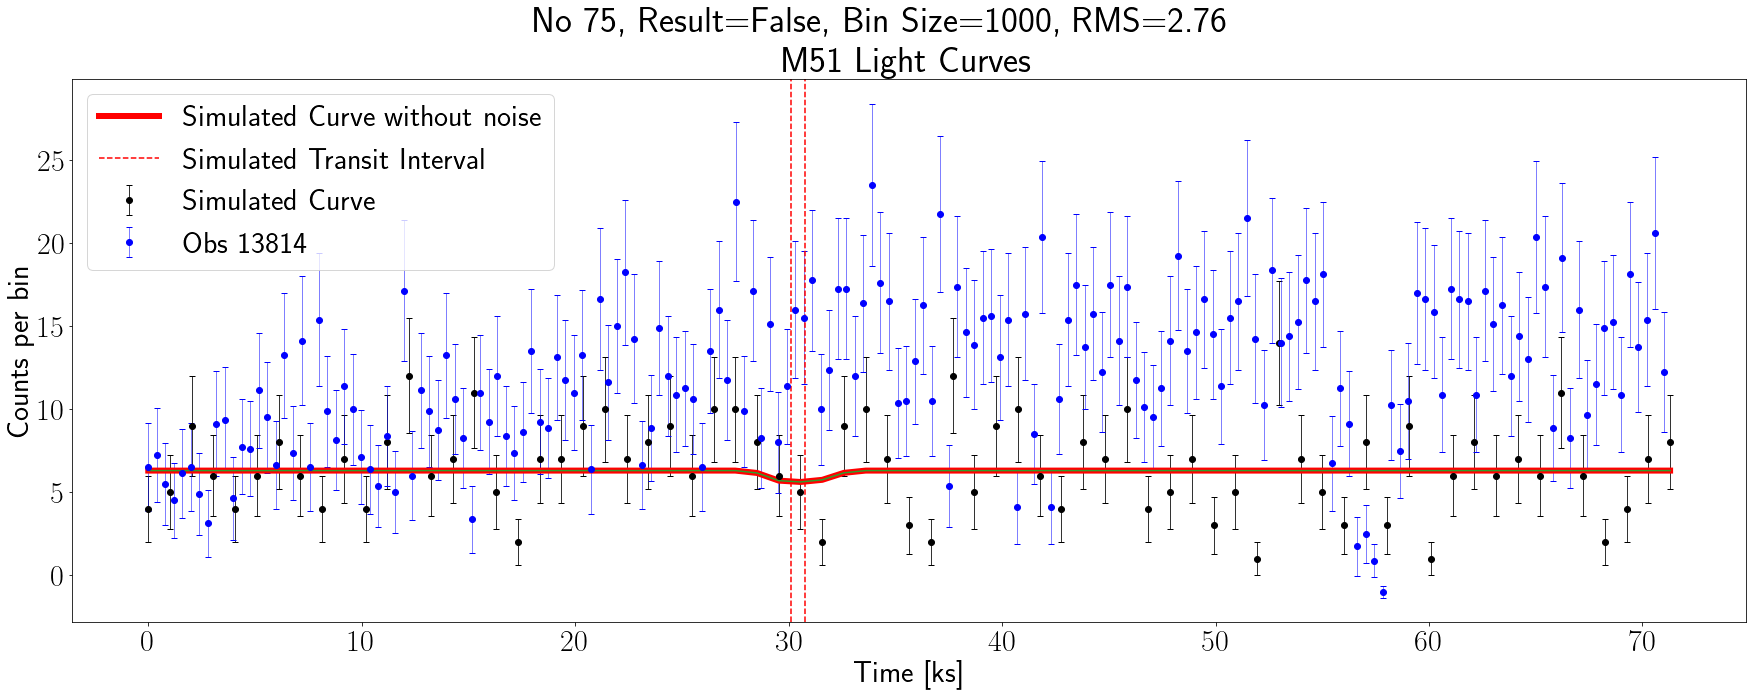 No 75, Result=False, Bin Size=1000, RMS=2.76
M51 Light Curves
Simulated Curve without noise
Simulated Transit Interval
Simulated Curve
Obs 13814
Counts per bin
25
20
15
10
5
0
0 10 20 30 40 50 60 70
Time [ks]